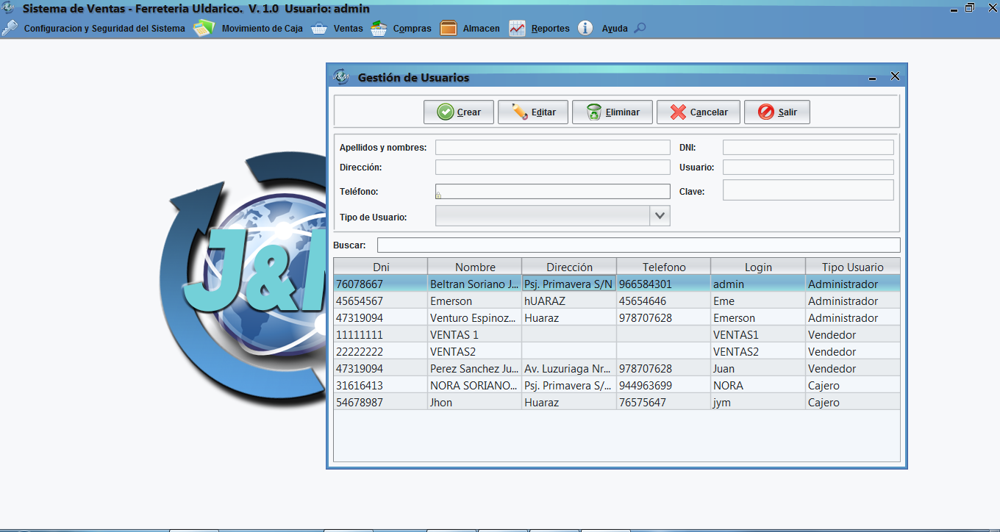 Sistema de Ventas - Ferreteria Uldarico. V. 1.0 Usuario: admin
Configuracion y Seguridad del Sistema Movimiento de Caja Ventas Compras Almacen Reportes Ayuda
J&
Gestión de Usuarios
Crear Editar Eliminar Cancelar Salir
Apellidos y nombres: DNI:
Dirección: Usuario:
Teléfono: Clave:
Tipo de Usuario:
Buscar:
Dni Nombre Dirección Telefono Login Tipo Usuario
76078667 Beltran Soriano J... Psj. Primavera S/N 966584301 admin Administrador
45654567 Emerson hUARAZ 45654646 Eme Administrador
47319094 Venturo Espinoz... Huaraz 978707628 Emerson Administrador
11111111 VENTAS 1 VENTAS1 Vendedor
22222222 VENTAS2 VENTAS2 Vendedor
47319094 Perez Sanchez Ju... Av. Luzuriaga Nr... 978707628 Juan Vendedor
31616413 NORA SORIANO... Psj. Primavera S/... 944963699 NORA Cajero
54678987 Jhon Huaraz 76575647 jym Cajero